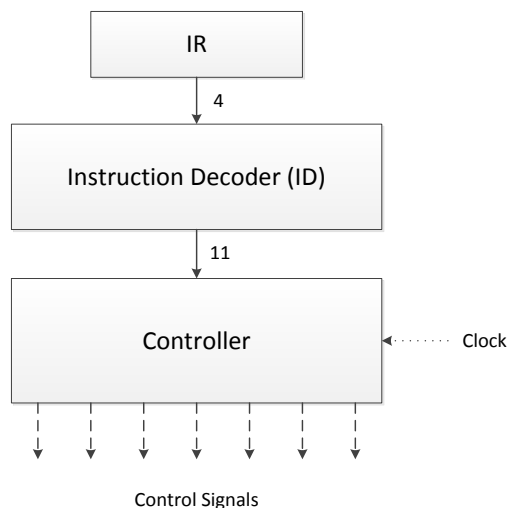 IR
4
Instruction Decoder (ID)
11
Controller
Clock
Control Signals